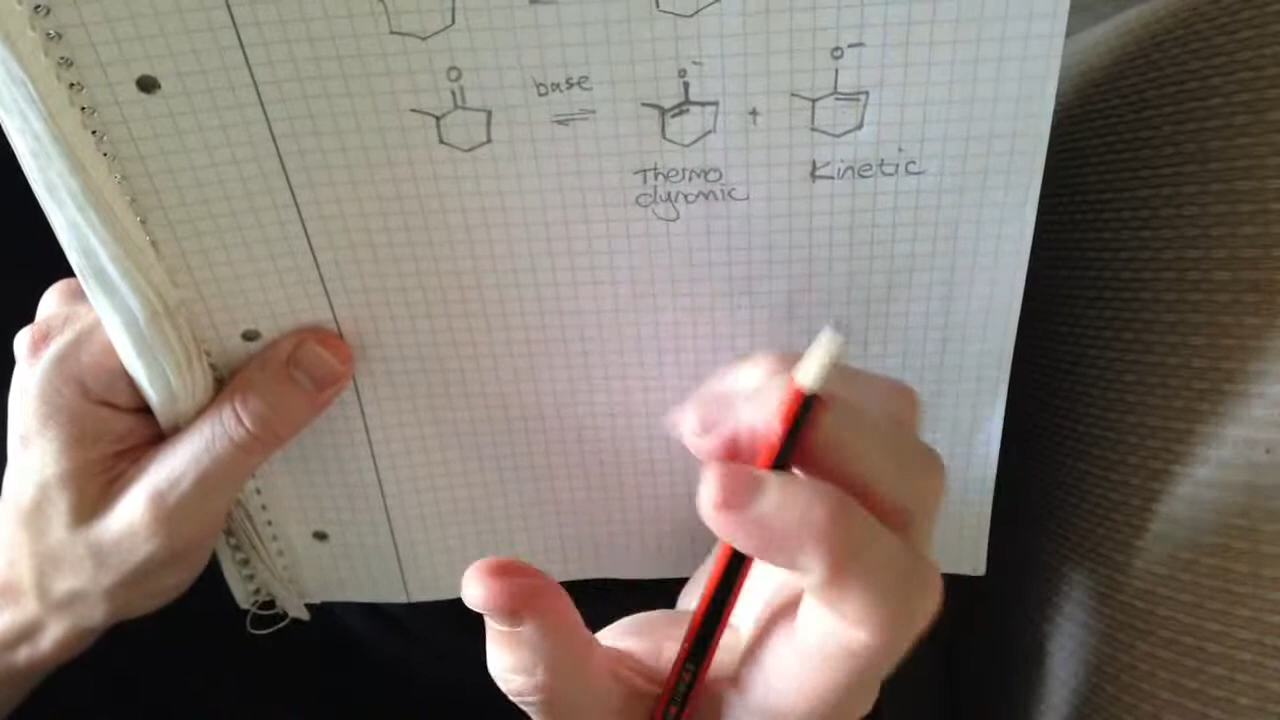 O base O⁻ + O⁻
Thermo Kinetic
dynamic